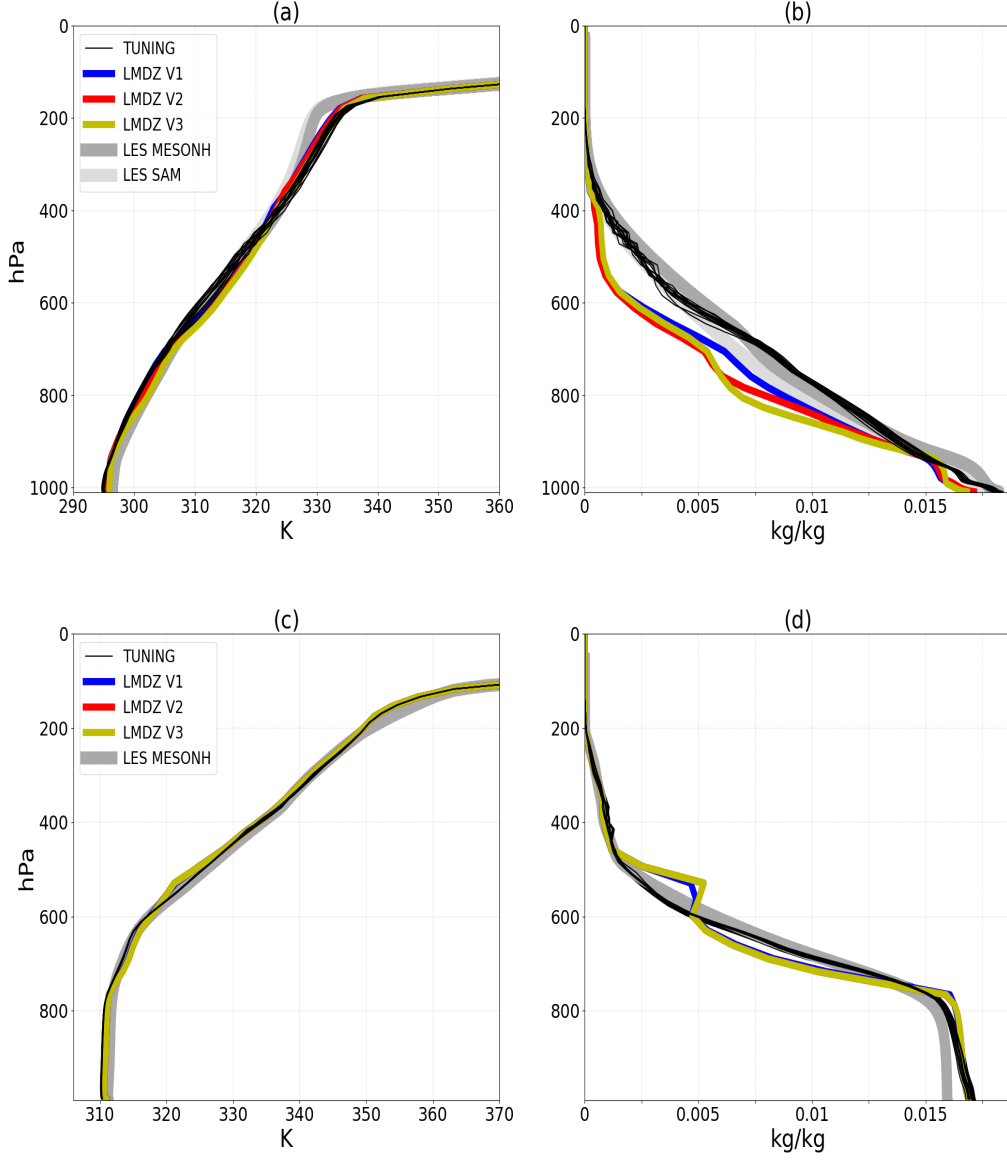 (a)
(b)
0
200
400
600
800
1000
hPa
TUNING
LMDZ V1
LMDZ V2
LMDZ V3
LES MESONH
LES SAM
290 300 310 320 330 340 350 360
K
0
200
400
600
800
1000
0 0.005 0.01 0.015
kg/kg
(c)
(d)
0
200
400
600
800
hPa
TUNING
LMDZ V1
LMDZ V2
LMDZ V3
LES MESONH
310 320 330 340 350 360 370
K
0
200
400
600
800
0 0.005 0.01 0.015
kg/kg